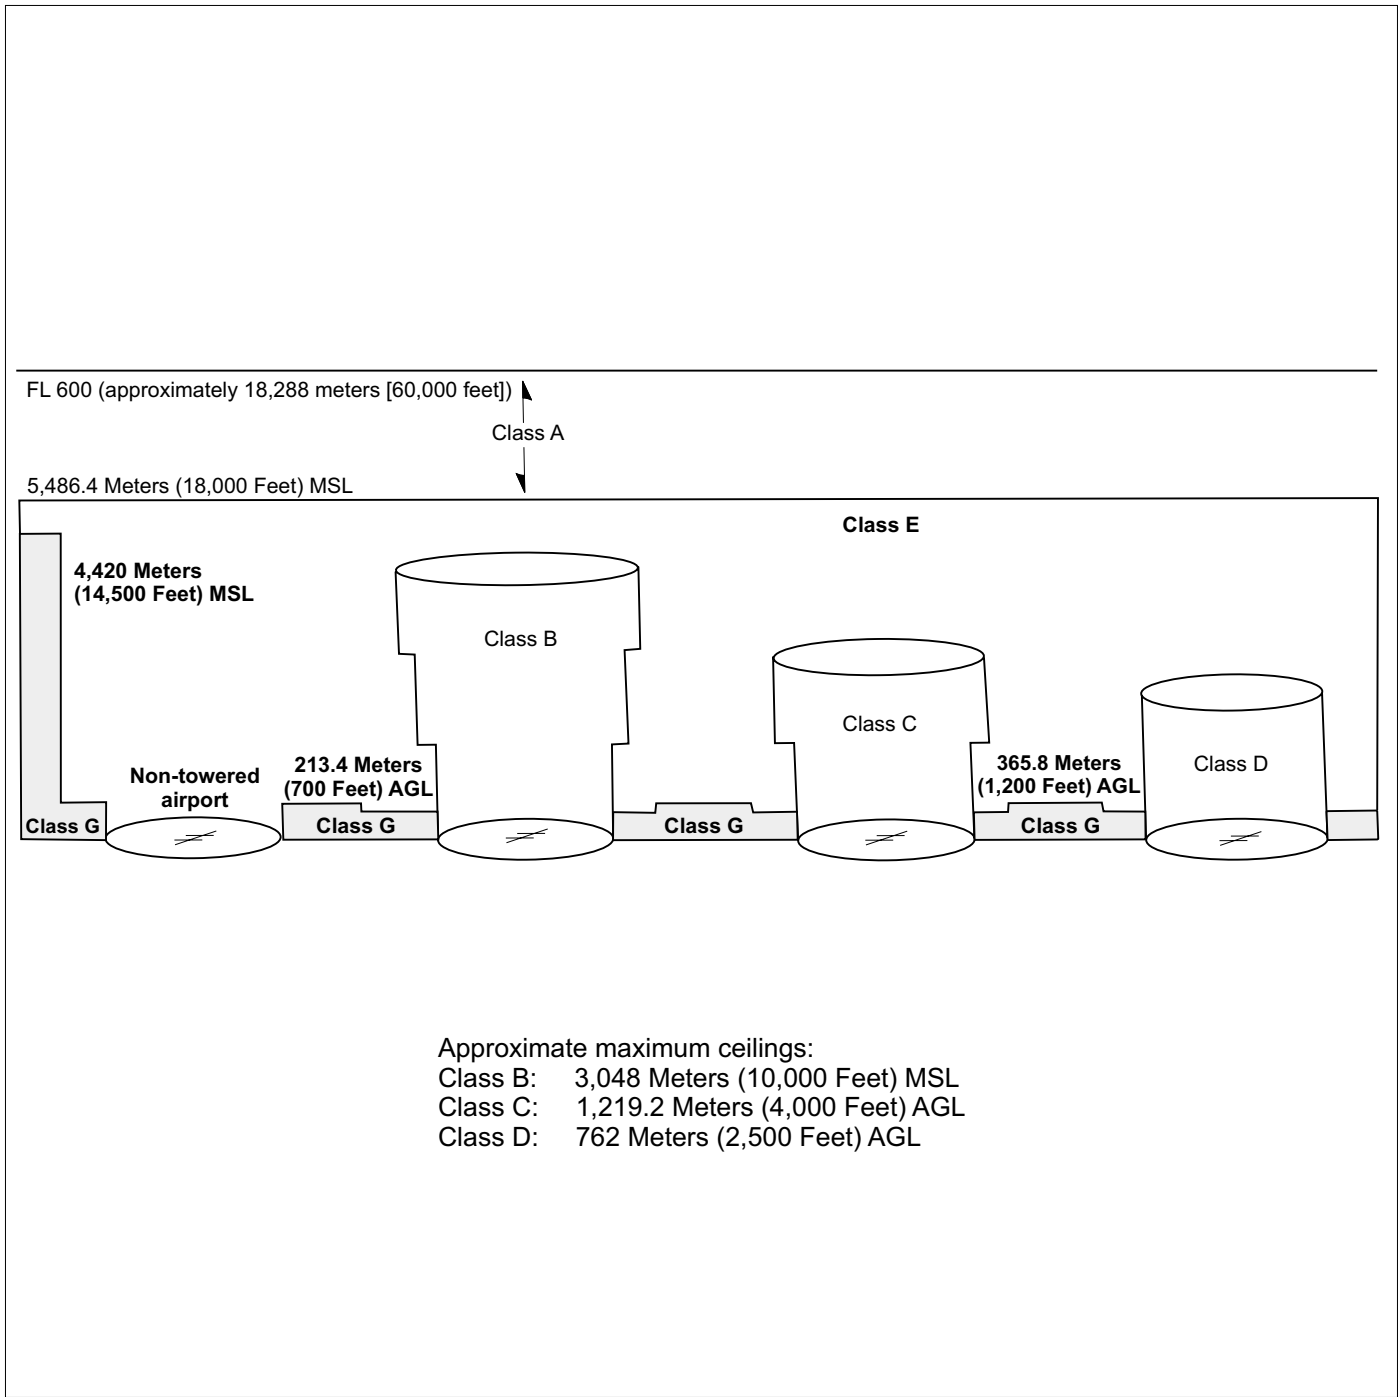 FL 600 (approximately 18,288 meters [60,000 feet])
Class A
5,486.4 Meters (18,000 Feet) MSL
Class E
4,420 Meters
(14,500 Feet) MSL
Class B
Class C
Class D
Non-towered
airport
213.4 Meters
(700 Feet) AGL
365.8 Meters
(1,200 Feet) AGL
Class G
Class G
Class G
Class G
Approximate maximum ceilings:
Class B: 3,048 Meters (10,000 Feet) MSL
Class C: 1,219.2 Meters (4,000 Feet) AGL
Class D: 762 Meters (2,500 Feet) AGL